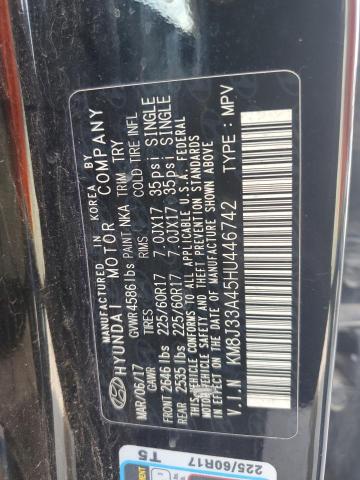 MANUFACTURED IN KOREA BY
HYUNDAI MOTOR COMPANY
MAR/06/17 GVWR 4586 lbs PAINT NKA TRIM TRY
GAWR TIRES RIMS COLD TIRE INFL
FRONT 2646 lbs 225/60R17 7.0JX17 35psi SINGLE
REAR 2535 lbs 225/60R17 7.0JX17 35psi SINGLE
THIS VEHICLE CONFORMS TO ALL APPLICABLE U.S.A. FEDERAL
MOTOR VEHICLE SAFETY, BUMPER, AND THEFT PREVENTION
STANDARDS IN EFFECT ON THE DATE OF MANUFACTURE
SHOWN ABOVE.
V.I.N KM8J33A45HU446742 TYPE : MPV
T5
225/60R17